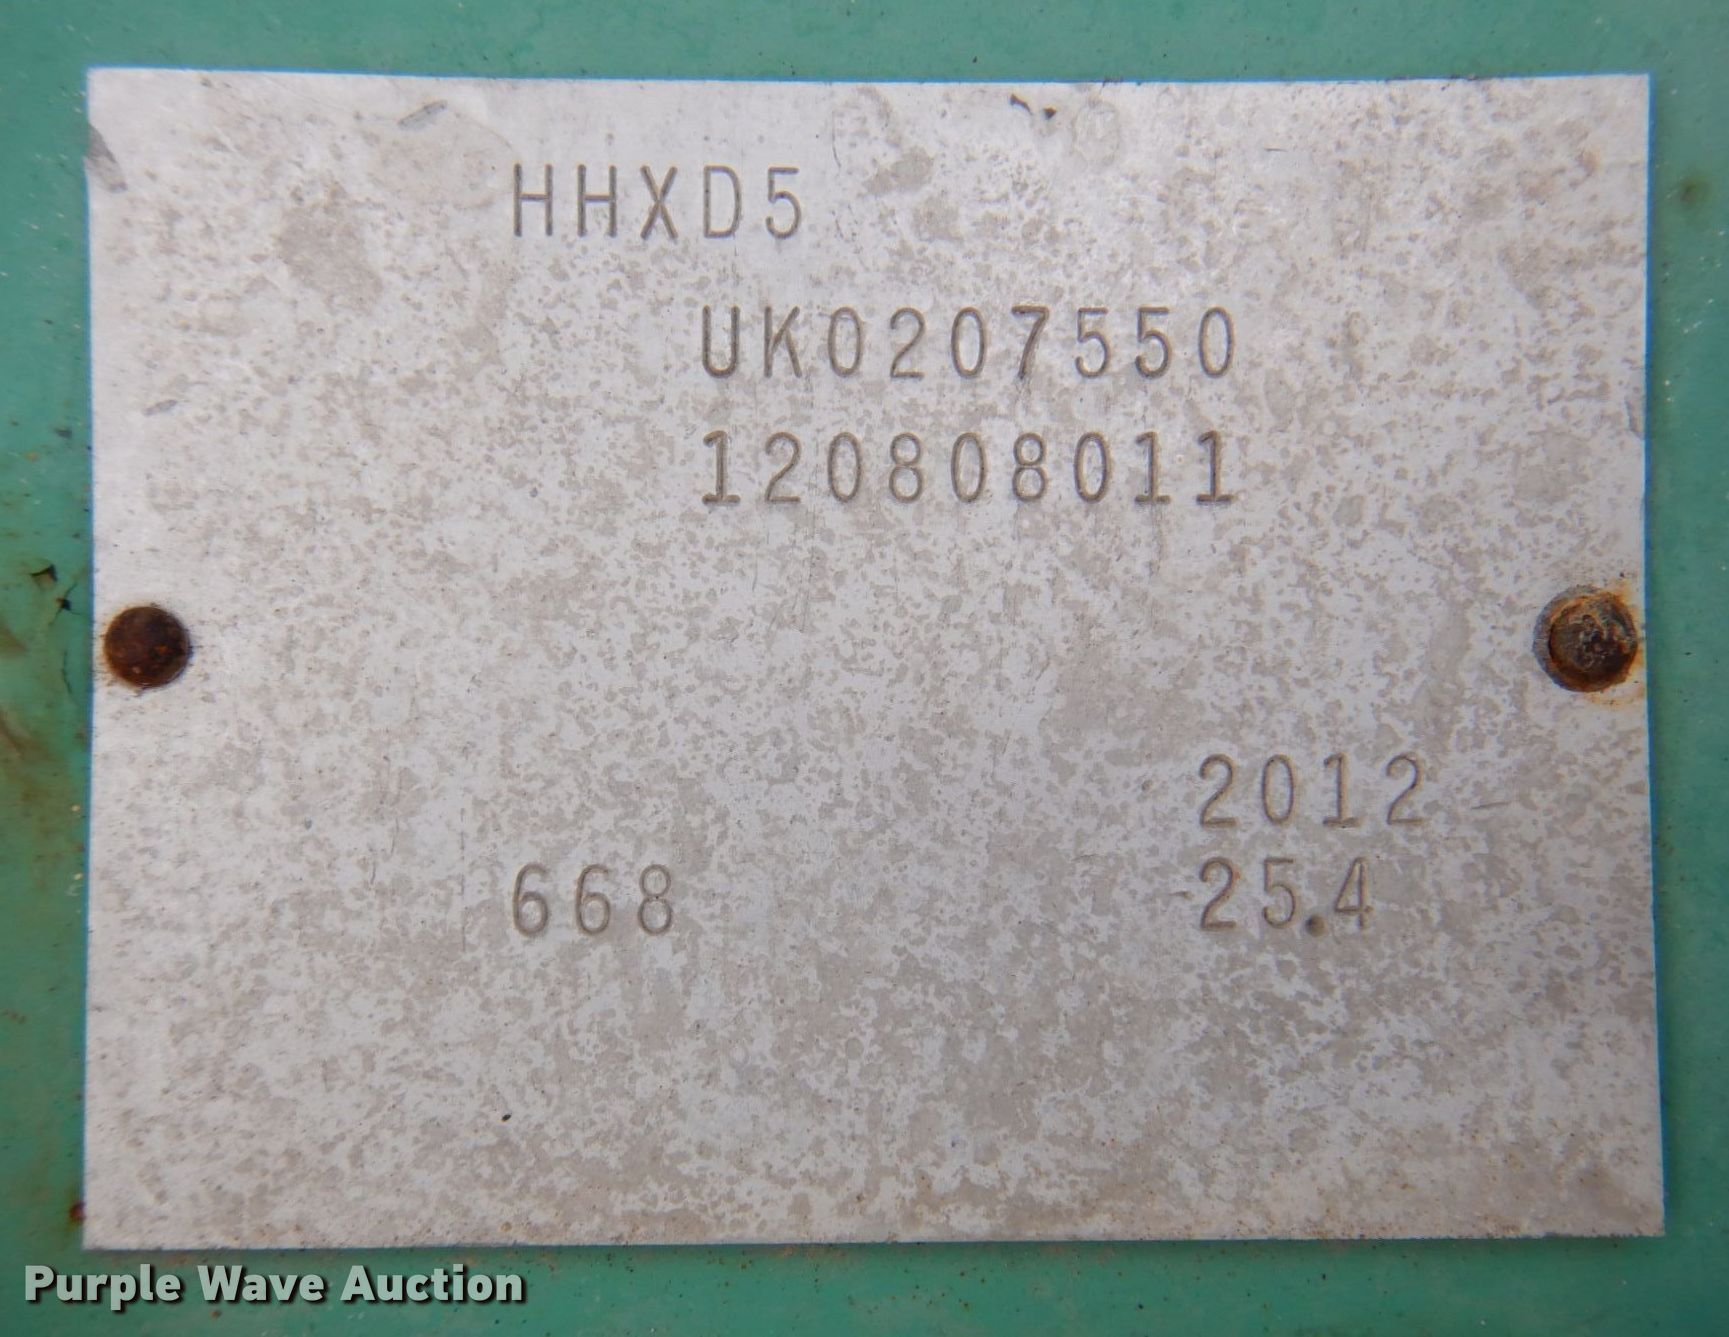 HHXD5
UK0207550
120808011
2012
668 25.4
Purple Wave Auction